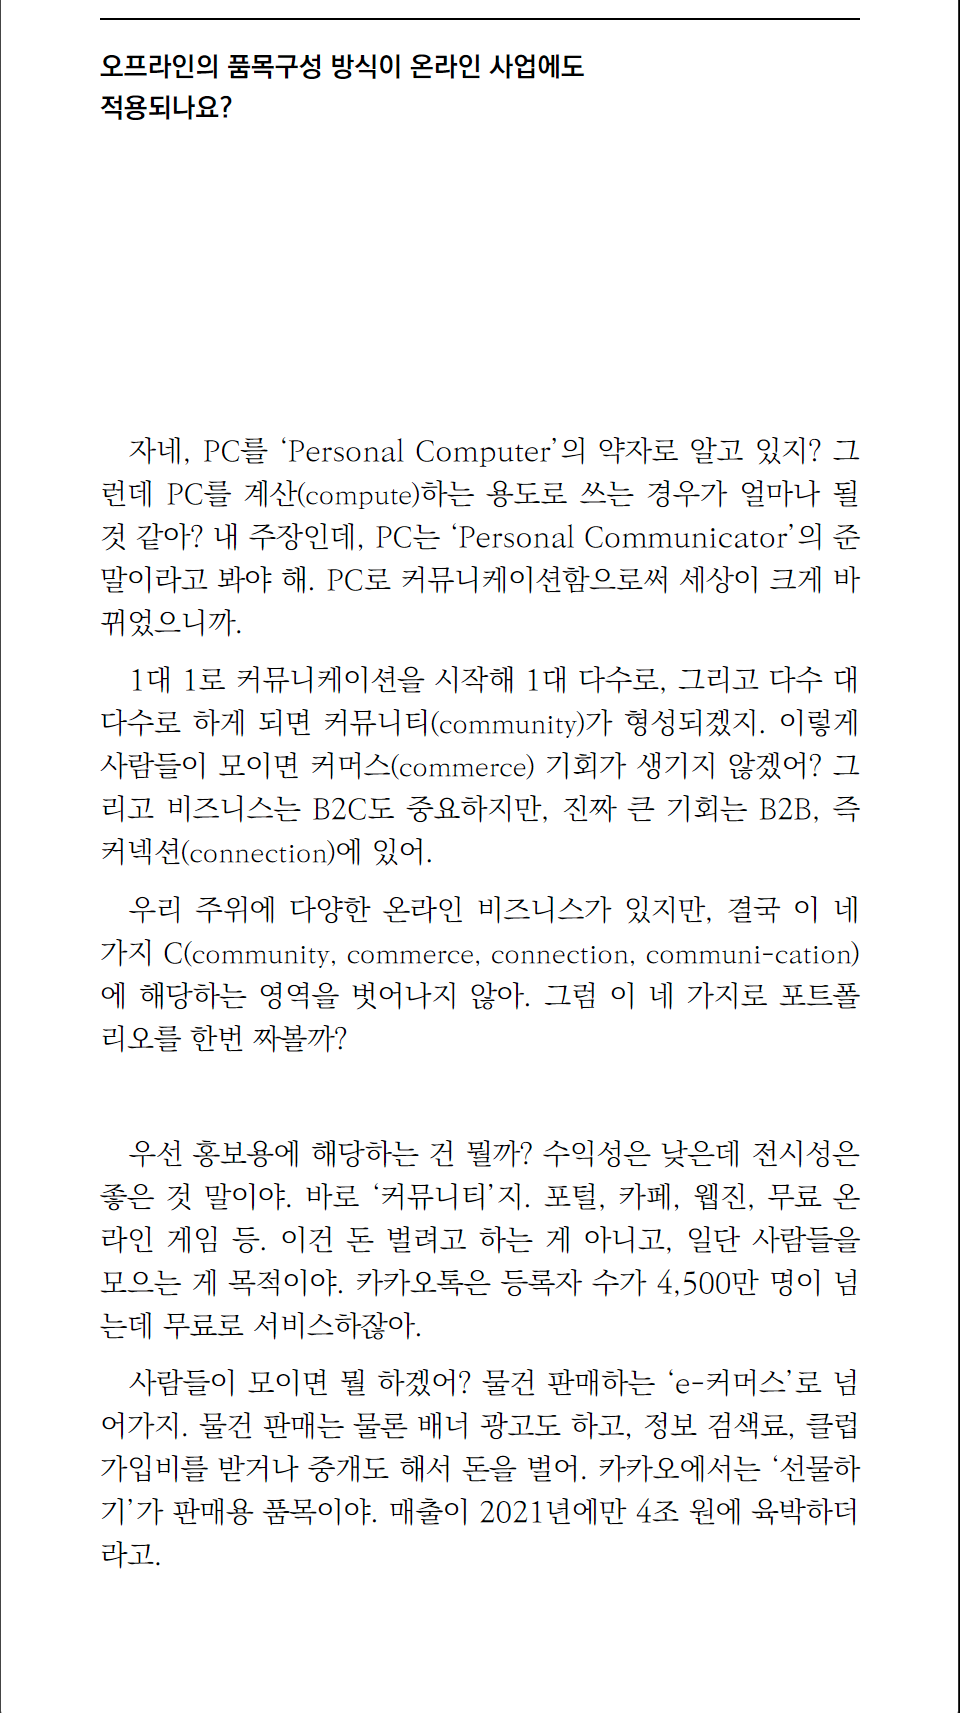 오프라인의 품목구성 방식이 온라인 사업에도
적용되나요?
자네, PC를 ‘Personal Computer’의 약자로 알고 있지? 그
런데 PC를 계산(compute)하는 용도로 쓰는 경우가 얼마나 될
것 같아? 내 주장인데, PC는 ‘Personal Communicator’의 준
말이라고 봐야 해. PC로 커뮤니케이션함으로써 세상이 크게 바
뀌었으니까.
1대 1로 커뮤니케이션을 시작해 1대 다수로, 그리고 다수 대
다수로 하게 되면 커뮤니티(community)가 형성되겠지. 이렇게
사람들이 모이면 커머스(commerce) 기회가 생기지 않겠어? 그
리고 비즈니스는 B2C도 중요하지만, 진짜 큰 기회는 B2B, 즉
커넥션(connection)에 있어.
우리 주위에 다양한 온라인 비즈니스가 있지만, 결국 이 네
가지 C(community, commerce, connection, communi-cation)
에 해당하는 영역을 벗어나지 않아. 그럼 이 네 가지로 포트폴
리오를 한번 짜볼까?
우선 홍보용에 해당하는 건 뭘까? 수익성은 낮은데 전시성은
좋은 것 말이야. 바로 ‘커뮤니티’지. 포털, 카페, 웹진, 무료 온
라인 게임 등. 이건 돈 벌려고 하는 게 아니고, 일단 사람들을
모으는 게 목적이야. 카카오톡은 등록자 수가 4,500만 명이 넘
는데 무료로 서비스하잖아.
사람들이 모이면 뭘 하겠어? 물건 판매하는 ‘e-커머스’로 넘
어가지. 물건 판매는 물론 배너 광고도 하고, 정보 검색료, 클럽
가입비를 받거나 중개도 해서 돈을 벌어. 카카오에서는 ‘선물하
기’가 판매용 품목이야. 매출이 2021년에만 4조 원에 육박하더
라고.